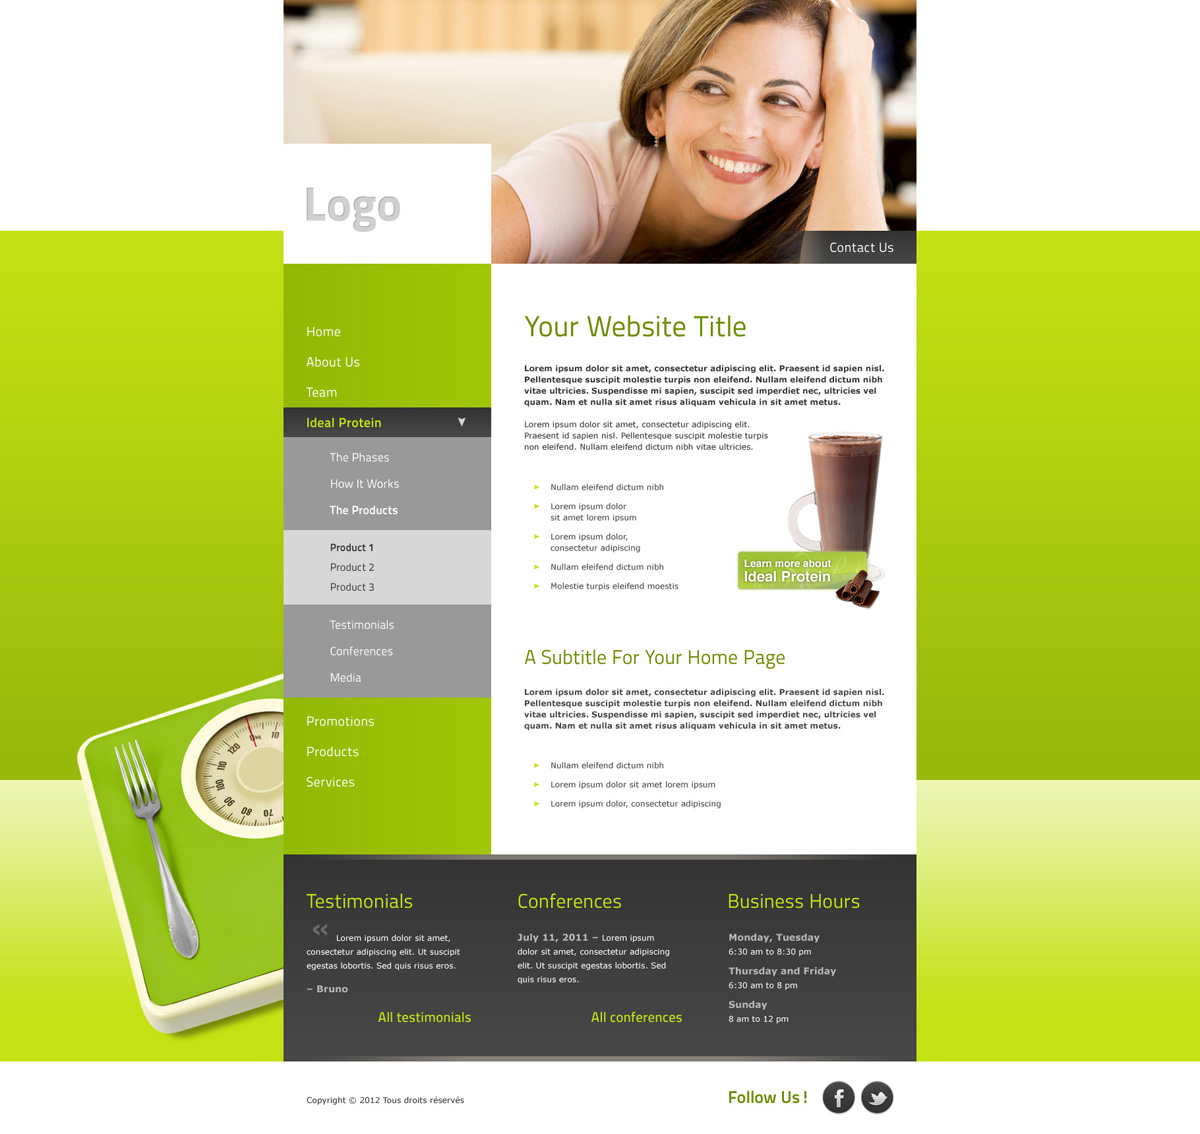 Logo
Contact Us
Home
About Us
Team
Ideal Protein
The Phases
How It Works
The Products
Product 1
Product 2
Product 3
Testimonials
Conferences
Media
Promotions
Products
Services
Your Website Title
Lorem ipsum dolor sit amet, consectetur adipiscing elit. Praesent id sapien nisl.
Pellentesque suscipit molestie turpis non eleifend. Nullam eleifend dictum nibh
vitae ultricies. Suspendisse mi sapien, suscipit sed imperdiet nec, ultricies vel
quam. Nam et nulla sit amet risus aliquam vehicula in sit amet metus.
Lorem ipsum dolor sit amet, consectetur adipiscing elit.
Praesent id sapien nisl. Pellentesque suscipit molestie turpis
non eleifend. Nullam eleifend dictum nibh vitae ultricies.
Nullam eleifend dictum nibh
Lorem ipsum dolor
sit amet lorem ipsum
Lorem ipsum dolor,
consectetur adipiscing
Nullam eleifend dictum nibh
Molestie turpis eleifend moestis
Learn more about
Ideal Protein
A Subtitle For Your Home Page
Lorem ipsum dolor sit amet, consectetur adipiscing elit. Praesent id sapien nisl.
Pellentesque suscipit molestie turpis non eleifend. Nullam eleifend dictum nibh
vitae ultricies. Suspendisse mi sapien, suscipit sed imperdiet nec, ultricies vel
quam. Nam et nulla sit amet risus aliquam vehicula in sit amet metus.
Nullam eleifend dictum nibh
Lorem ipsum dolor sit amet lorem ipsum
Lorem ipsum dolor, consectetur adipiscing
120
110
100
90
80
70
10
Testimonials
« Lorem ipsum dolor sit amet,
consectetur adipiscing elit. Ut suscipit
egestas lobortis. Sed quis risus eros.
– Bruno
All testimonials
Conferences
July 11, 2011 – Lorem ipsum
dolor sit amet, consectetur adipiscing
elit. Ut suscipit egestas lobortis. Sed
quis risus eros.
All conferences
Business Hours
Monday, Tuesday
6:30 am to 8:30 pm
Thursday and Friday
6:30 am to 8 pm
Sunday
8 am to 12 pm
Copyright © 2012 Tous droits réservés
Follow Us !